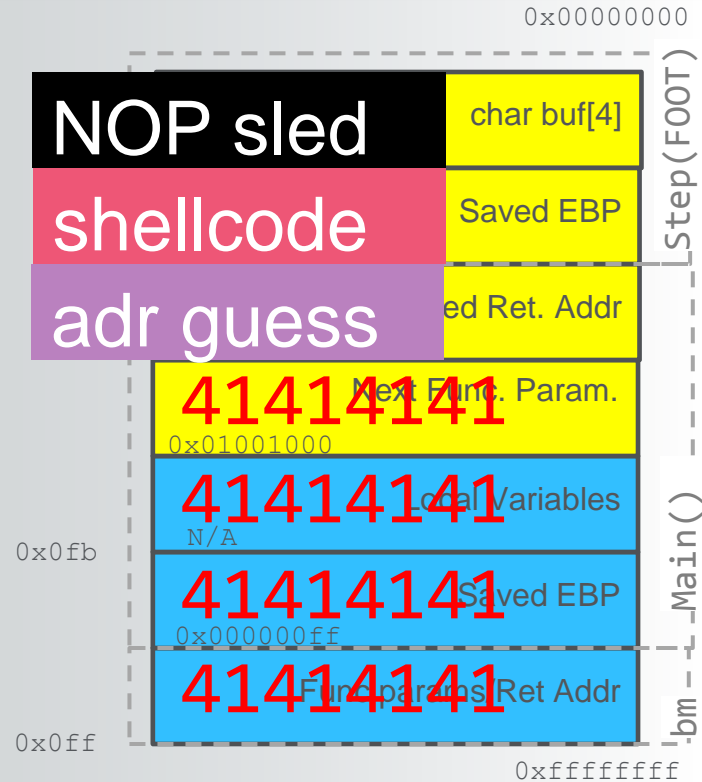 0x00000000
NOP sled
char buf[4]
shellcode
Saved EBP
Step(FOOT)
adr guess
ed Ret. Addr
41414141
Next Func. Param.
0x01001000
41414141
Local Variables
N/A
0x0fb
41414141
Saved EBP
0x000000ff
Main()
41414141
Func params/Ret Addr
bm
0x0ff
0xffffffff